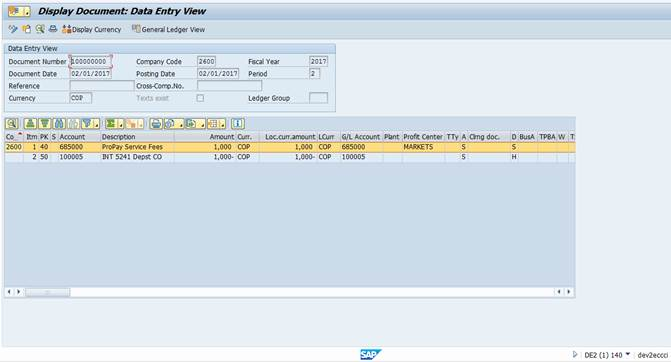 Display Document: Data Entry View
Display Currency General Ledger View
Data Entry View
Document Number 100000000 Company Code 2600 Fiscal Year 2017
Document Date 02/01/2017 Posting Date 02/01/2017 Period 2
Reference Cross-Comp.No.
Currency COP Texts exist Ledger Group
Co Itm PK S Account Description Amount Curr. Loc.curr.amount LCurr G/L Account Plant Profit Center TTy A Clrng doc. D BusA TPBA W T
2600 1 40 685000 ProPay Service Fees 1,000 COP 1,000 COP 685000 MARKETS S S
2 50 100005 INT 5241 Depst CO 1,000- COP 1,000- COP 100005 S H
SAP DE2 (1) 140 dev2eccci